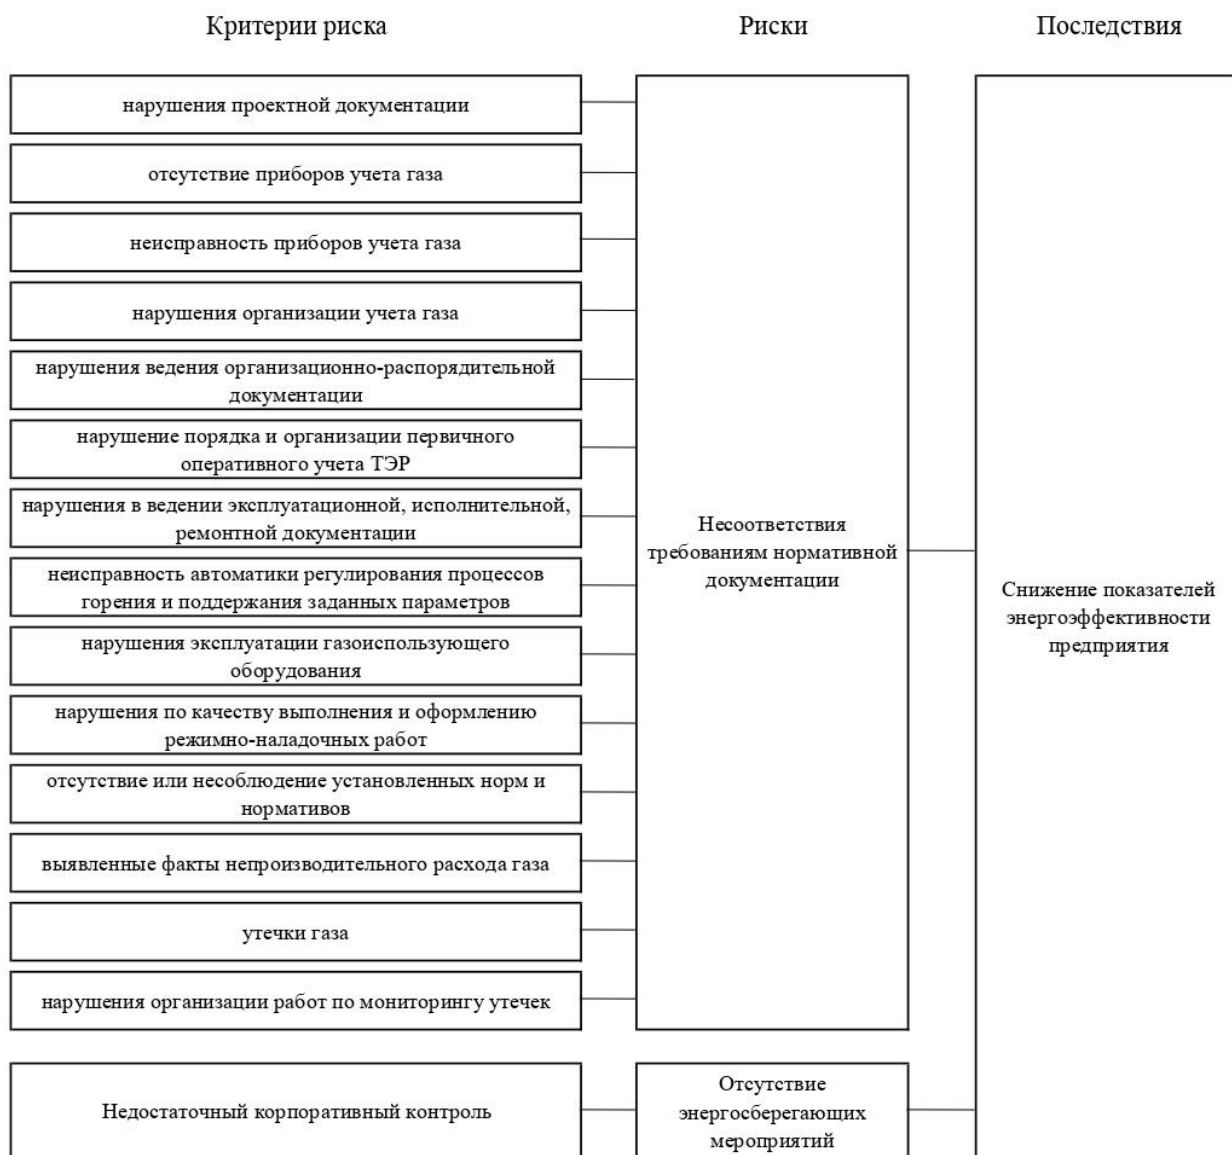 Критерии риска
Риски
Последствия
нарушения проектной документации
отсутствие приборов учета газа
неисправность приборов учета газа
нарушения организации учета газа
нарушения ведения организационно-распорядительной
документации
нарушение порядка и организации первичного
оперативного учета ТЭР
нарушения в ведении эксплуатационной, исполнительной,
ремонтной документации
неисправность автоматики регулирования процессов
горения и поддержания заданных параметров
нарушения эксплуатации газоиспользующего
оборудования
нарушения по качеству выполнения и оформлению
режимно-наладочных работ
отсутствие или несоблюдение установленных норм и
нормативов
выявленные факты непроизводительного расхода газа
утечки газа
нарушения организации работ по мониторингу утечек
Недостаточный корпоративный контроль
Несоответствия
требованиям нормативной
документации
Отсутствие
энергосберегающих
мероприятий
Снижение показателей
энергоэффективности
предприятия